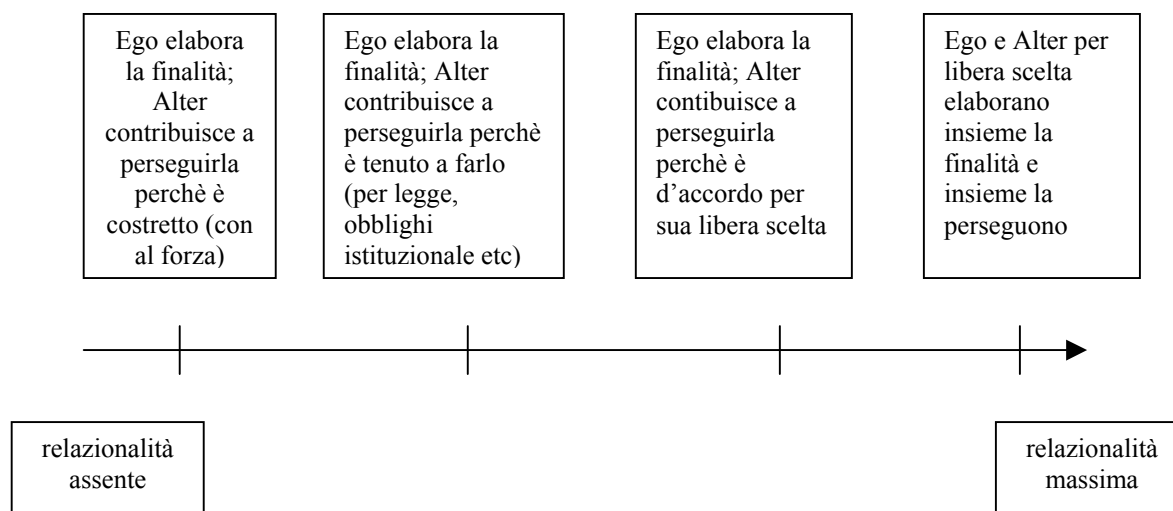 Ego elabora
la finalità;
Alter
contribuisce a
perseguirla
perchè è
costretto (con
al forza)
Ego elabora la
finalità; Alter
contribuisce a
perseguirla perchè
è tenuto a farlo
(per legge,
obblighi
istituzionale etc)
Ego elabora la
finalità; Alter
contibuisce a
perseguirla
perchè è
d’accordo per
sua libera scelta
Ego e Alter per
libera scelta
elaborano
insieme la
finalità e
insieme la
perseguono
relazionalità
assente
relazionalità
massima